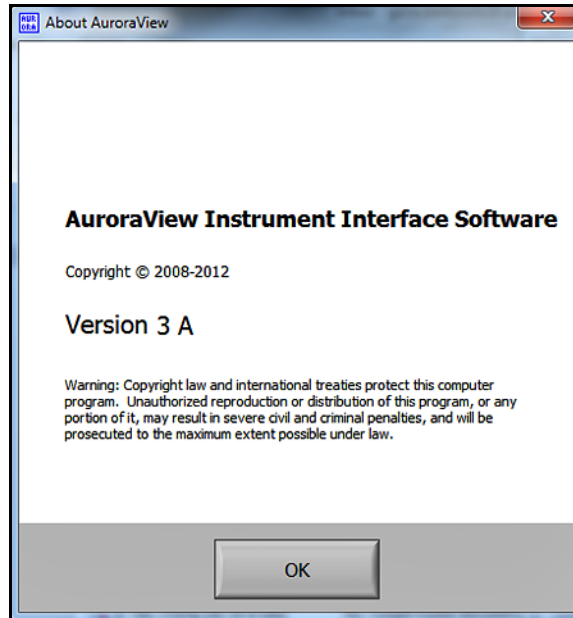 AUR
ORA
About AuroraView
AuroraView Instrument Interface Software
Copyright © 2008-2012
Version 3 A
Warning: Copyright law and international treaties protect this computer
program. Unauthorized reproduction or distribution of this program, or any
portion of it, may result in severe civil and criminal penalties, and will be
prosecuted to the maximum extent possible under law.
OK